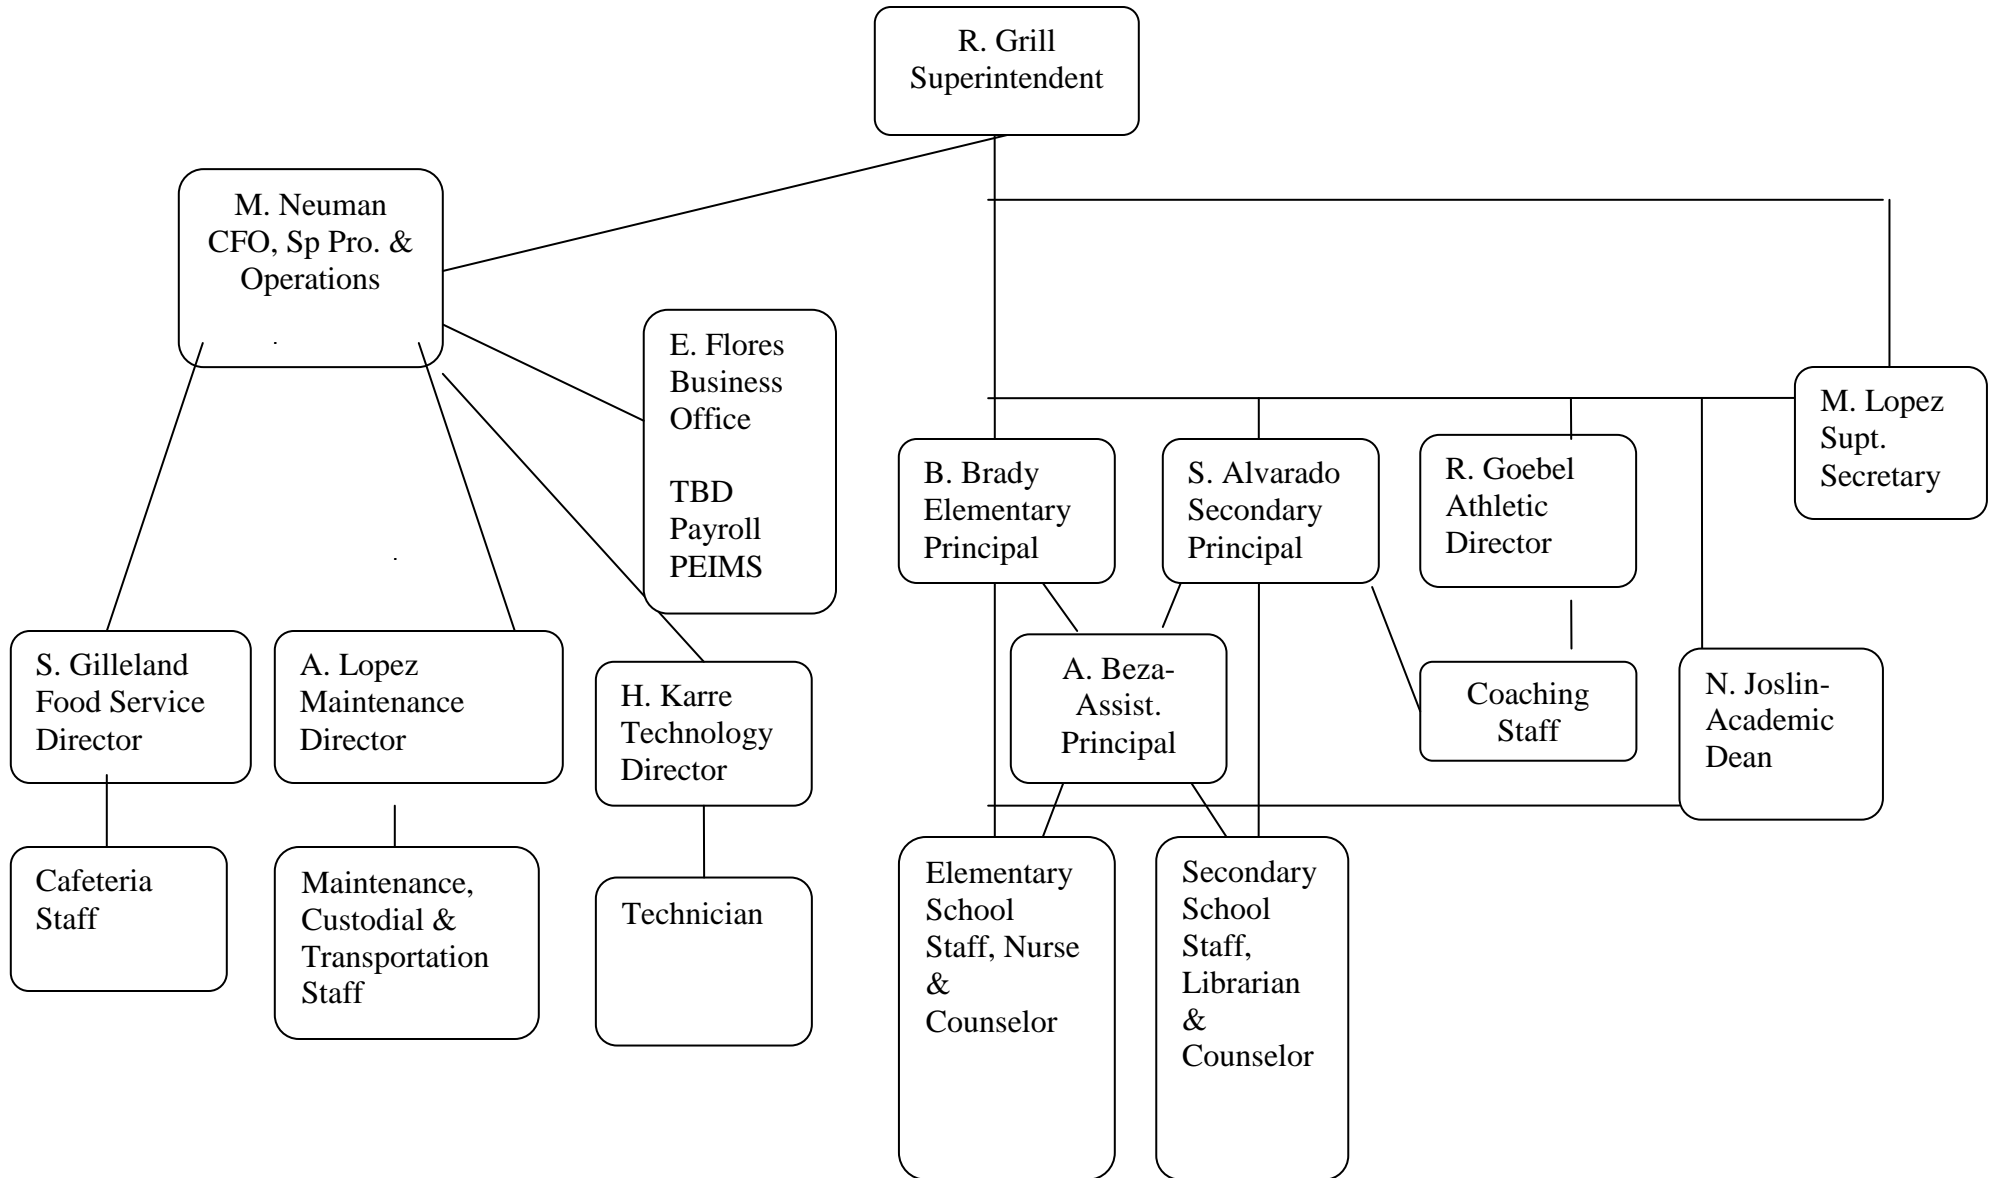 R. Grill
Superintendent
M. Neuman
CFO, Sp Pro. &
Operations
E. Flores
Business
Office
TBD
Payroll
PEIMS
M. Lopez
Supt.
Secretary
B. Brady
Elementary
Principal
S. Alvarado
Secondary
Principal
R. Goebel
Athletic
Director
S. Gilleland
Food Service
Director
A. Lopez
Maintenance
Director
H. Karre
Technology
Director
A. Beza-
Assist.
Principal
Coaching
Staff
N. Joslin-
Academic
Dean
Cafeteria
Staff
Maintenance,
Custodial &
Transportation
Staff
Technician
Elementary
School
Staff, Nurse
&
Counselor
Secondary
School
Staff,
Librarian
&
Counselor